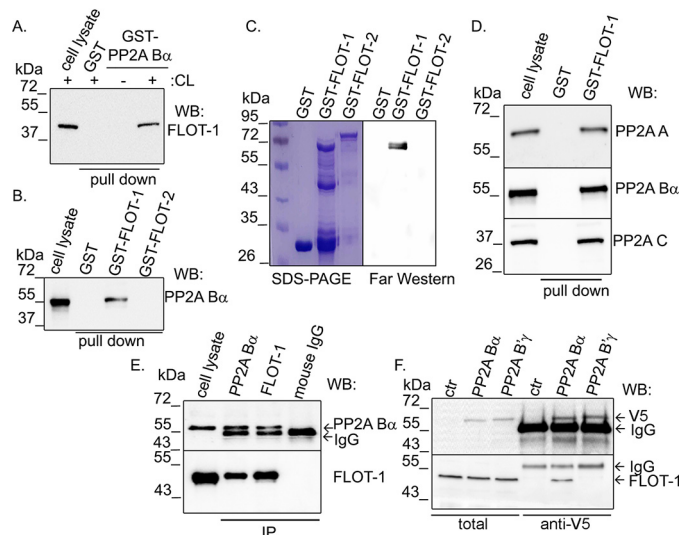 A.
cell lysate
GST
GST-
PP2A Bα
+ + - + :CL
kDa
72
55
37
WB:
FLOT-1
pull down
B.
cell lysate
GST
GST-FLOT-1
GST-FLOT-2
kDa
72
55
37
WB:
PP2A Bα
pull down
C.
GST
GST-FLOT-1
GST-FLOT-2
GST
GST-FLOT-1
GST-FLOT-2
kDa
95
72
55
43
35
26
SDS-PAGE Far Western
D.
cell lysate
GST
GST-FLOT-1
kDa
WB:
72
55
PP2A A
55
PP2A Bα
37
26
PP2A C
pull down
E.
cell lysate
PP2A Bα
FLOT-1
mouse IgG
kDa
WB:
72
55
43
PP2A Bα
IgG
55
43
FLOT-1
IP
F.
ctr
PP2A Bα
PP2A B'γ
ctr
PP2A Bα
PP2A B'γ
kDa
WB:
72
55
43
V5
IgG
55
43
IgG
FLOT-1
total anti-V5